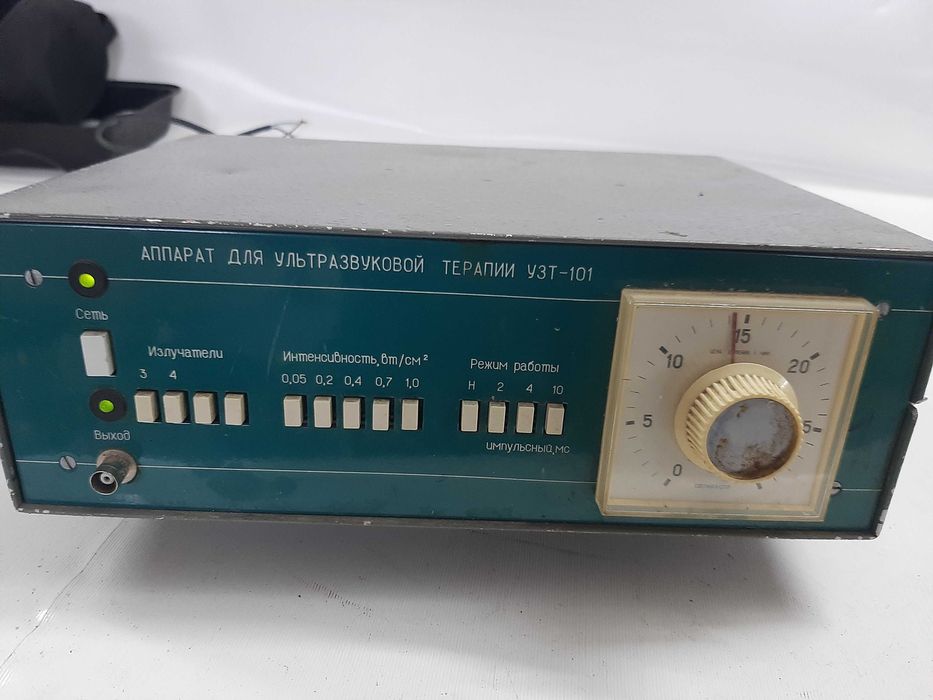 АППАРАТ ДЛЯ УЛЬТРАЗВУКОВОЙ ТЕРАПИИ УЗТ-101
Сеть
Излучатели
3 4
Выход
Интенсивность, вт/см²
0,05 0,2 0,4 0,7 1,0
Режим работы
Н 2 4 10
импульсный, мс
0
5
10
15
20
5